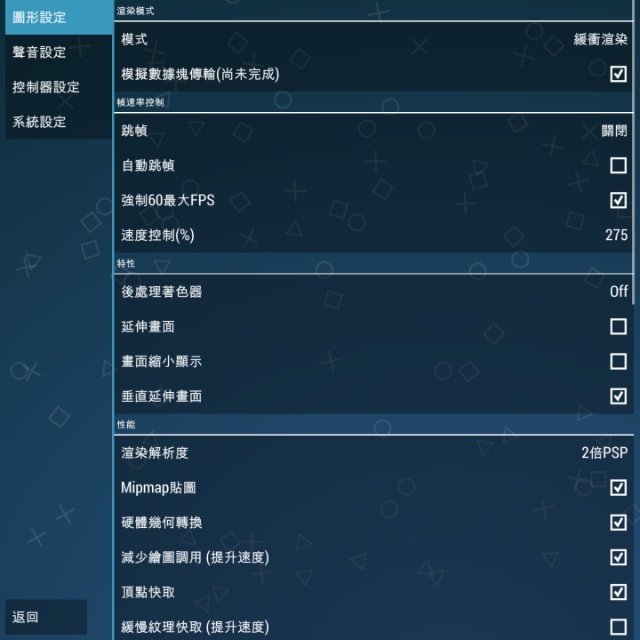 圖形設定
聲音設定
控制器設定
系統設定
返回
渲染模式
模式 緩衝渲染
模擬數據塊傳輸(尚未完成)
幀速率控制
跳幀 關閉
自動跳幀
強制60最大FPS
速度控制(%) 275
特性
後處理著色器 Off
延伸畫面
畫面縮小顯示
垂直延伸畫面
性能
渲染解析度 2倍PSP
Mipmap貼圖
硬體幾何轉換
減少繪圖調用 (提升速度)
頂點快取
緩慢紋理快取 (提升速度)